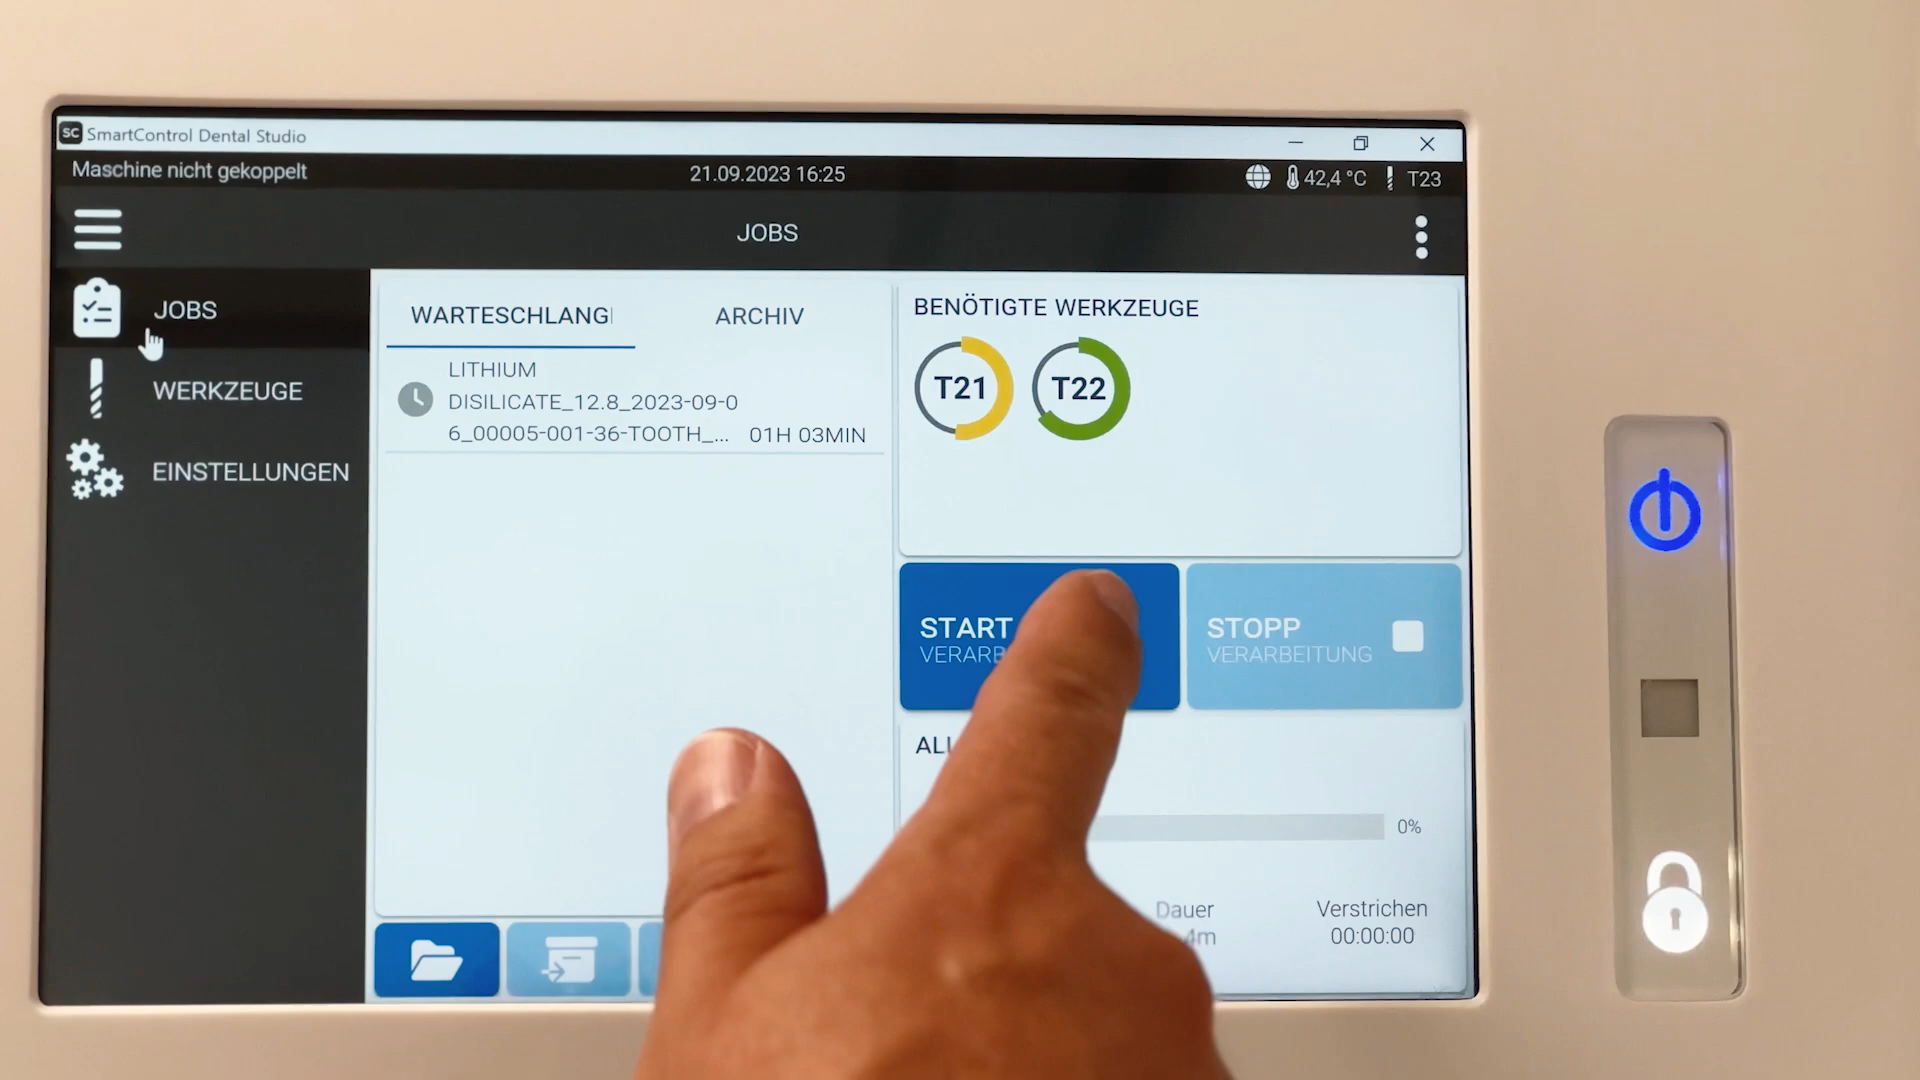 SC SmartControl Dental Studio
Maschine nicht gekoppelt
21.09.2023 16:25
42,4 °C
T23
JOBS
JOBS
WERKZEUGE
EINSTELLUNGEN
WARTESCHLANG
ARCHIV
LITHIUM
DISILICATE_12.8_2023-09-0
6_00005-001-36-TOOTH_...
01H 03MIN
BENÖTIGTE WERKZEUGE
T21
T22
START
STOPP
VERARBEITUNG
0%
Dauer
4m
Verstrichen
00:00:00